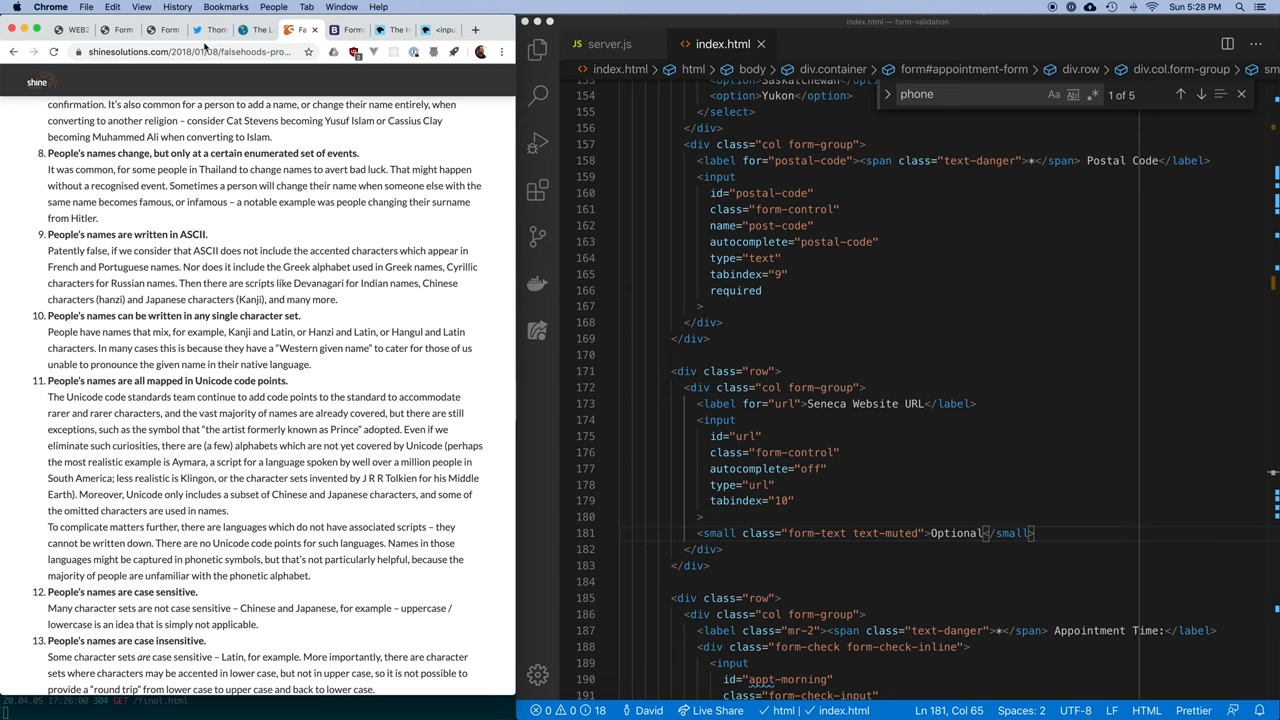 Chrome File Edit View History Bookmarks People Tab Window Help Sun 5:28 PM
WEB2 Form Form Thom The L Fa Form The H <inpu
shinesolutions.com/2018/01/08/falsehoods-pro...
shine
confirmation. It's also common for a person to add a name, or change their name entirely, when
converting to another religion – consider Cat Stevens becoming Yusuf Islam or Cassius Clay
becoming Muhammed Ali when converting to Islam.
8. People's names change, but only at a certain enumerated set of events.
It was common, for some people in Thailand to change names to avert bad luck. That might happen
without a recognised event. Sometimes a person will change their name when someone else with the
same name becomes famous, or infamous – a notable example was people changing their surname
from Hitler.
9. People's names are written in ASCII.
Patently false, if we consider that ASCII does not include the accented characters which appear in
French and Portuguese names. Nor does it include the Greek alphabet used in Greek names, Cyrillic
characters for Russian names. Then there are scripts like Devanagari for Indian names, Chinese
characters (hanzi) and Japanese characters (Kanji), and many more.
10. People's names can be written in any single character set.
People have names that mix, for example, Kanji and Latin, or Hanzi and Latin, or Hangul and Latin
characters. In many cases this is because they have a "Western given name" to cater for those of us
unable to pronounce the given name in their native language.
11. People's names are all mapped in Unicode code points.
The Unicode code standards team continue to add code points to the standard to accommodate
rarer and rarer characters, and the vast majority of names are already covered, but there are still
exceptions, such as the symbol that "the artist formerly known as Prince" adopted. Even if we
eliminate such curiosities, there are (a few) alphabets which are not yet covered by Unicode (perhaps
the most realistic example is Aymara, a script for a language spoken by well over a million people in
South America; less realistic is Klingon, or the character sets invented by J R R Tolkien for his Middle
Earth). Moreover, Unicode only includes a subset of Chinese and Japanese characters, and some of
the omitted characters are used in names.
To complicate matters further, there are languages which do not have associated scripts – they
cannot be written down. There are no Unicode code points for such languages. Names in those
languages might be captured in phonetic symbols, but that's not particularly helpful, because the
majority of people are unfamiliar with the phonetic alphabet.
12. People's names are case sensitive.
Many character sets are not case sensitive – Chinese and Japanese, for example – uppercase /
lowercase is an idea that is simply not applicable.
13. People's names are case insensitive.
Some character sets are case sensitive – Latin, for example. More importantly, there are character
sets where characters may be accented in lower case, but not in upper case, so it is not possible to
provide a "round trip" from lower case to upper case and back to lower case.
20.04.05 17:26:00 304 GET /final.html
index.html — form-validation
server.js index.html
index.html > html > body > div.container > form#appointment-form > div.row > div.col.form-group > sm
phone Aa Abl .* 1 of 5
153 <option>Saskatchewan</option>
154 <option>Yukon</option>
155 </select>
156 </div>
157 <div class="col form-group">
158 <label for="postal-code"><span class="text-danger">*</span> Postal Code</label>
159 <input
160 id="postal-code"
161 class="form-control"
162 name="post-code"
163 autocomplete="postal-code"
164 type="text"
165 tabindex="9"
166 required
167 >
168 </div>
169 </div>
170
171 <div class="row">
172 <div class="col form-group">
173 <label for="url">Seneca Website URL</label>
174 <input
175 id="url"
176 class="form-control"
177 autocomplete="off"
178 type="url"
179 tabindex="10"
180 >
181 <small class="form-text text-muted">Optional</small>
182 </div>
183 </div>
184
185 <div class="row">
186 <div class="col form-group">
187 <label class="mr-2"><span class="text-danger">*</span> Appointment Time:</label>
188 <div class="form-check form-check-inline">
189 <input
190 id="appt-morning"
191 class="form-check-input"
0 0 18 David Live Share html index.html Ln 181, Col 65 Spaces: 2 UTF-8 LF HTML Prettier